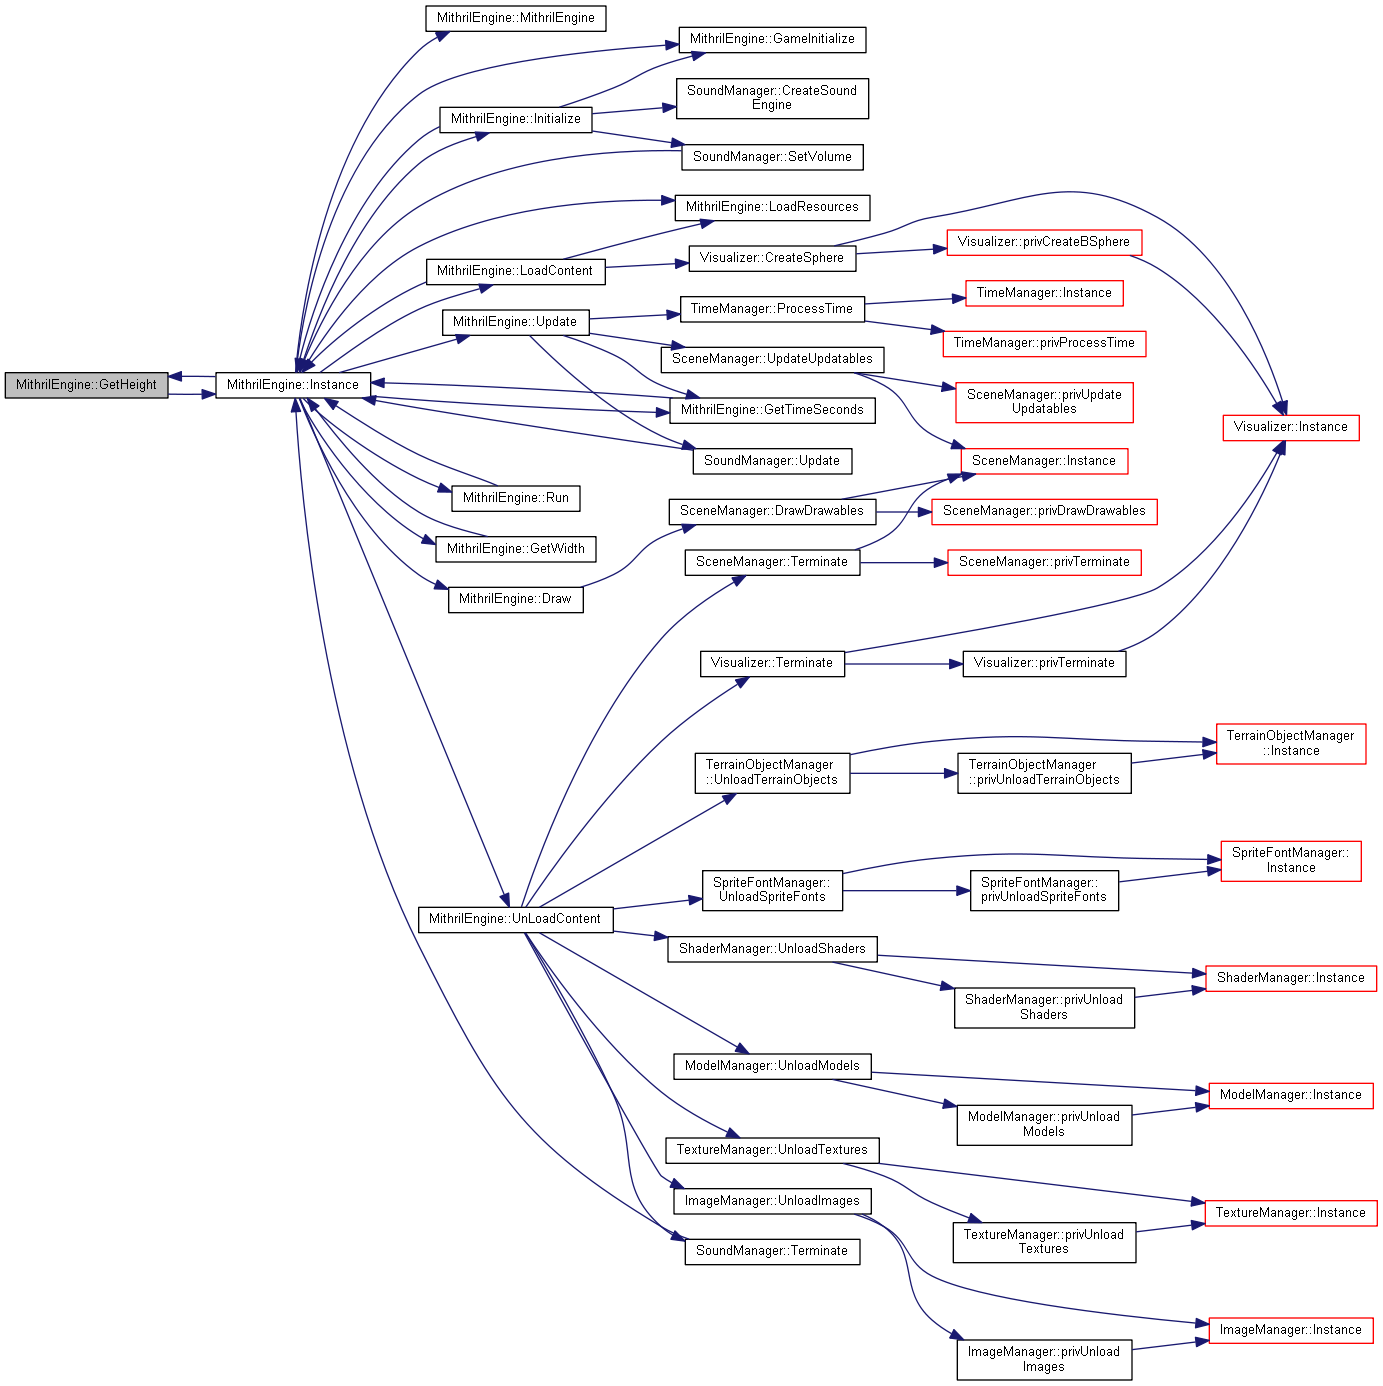 MithrilEngine::MithrilEngine
MithrilEngine::GameInitialize
SoundManager::CreateSound
Engine
MithrilEngine::Initialize
SoundManager::SetVolume
MithrilEngine::LoadResources
Visualizer::privCreateBSphere
Visualizer::CreateSphere
MithrilEngine::LoadContent
TimeManager::Instance
TimeManager::ProcessTime
MithrilEngine::Update
TimeManager::privProcessTime
SceneManager::UpdateUpdatables
MithrilEngine::GetHeight
MithrilEngine::Instance
SceneManager::privUpdate
Updatables
MithrilEngine::GetTimeSeconds
Visualizer::Instance
SoundManager::Update
SceneManager::Instance
MithrilEngine::Run
SceneManager::DrawDrawables
SceneManager::privDrawDrawables
MithrilEngine::GetWidth
SceneManager::Terminate
SceneManager::privTerminate
MithrilEngine::Draw
Visualizer::Terminate
Visualizer::privTerminate
TerrainObjectManager
::Instance
TerrainObjectManager
::UnloadTerrainObjects
TerrainObjectManager
::privUnloadTerrainObjects
SpriteFontManager::
Instance
SpriteFontManager::
UnloadSpriteFonts
SpriteFontManager::
privUnloadSpriteFonts
MithrilEngine::UnLoadContent
ShaderManager::UnloadShaders
ShaderManager::Instance
ShaderManager::privUnload
Shaders
ModelManager::UnloadModels
ModelManager::Instance
ModelManager::privUnload
Models
TextureManager::UnloadTextures
ImageManager::UnloadImages
TextureManager::Instance
TextureManager::privUnload
Textures
SoundManager::Terminate
ImageManager::Instance
ImageManager::privUnload
Images